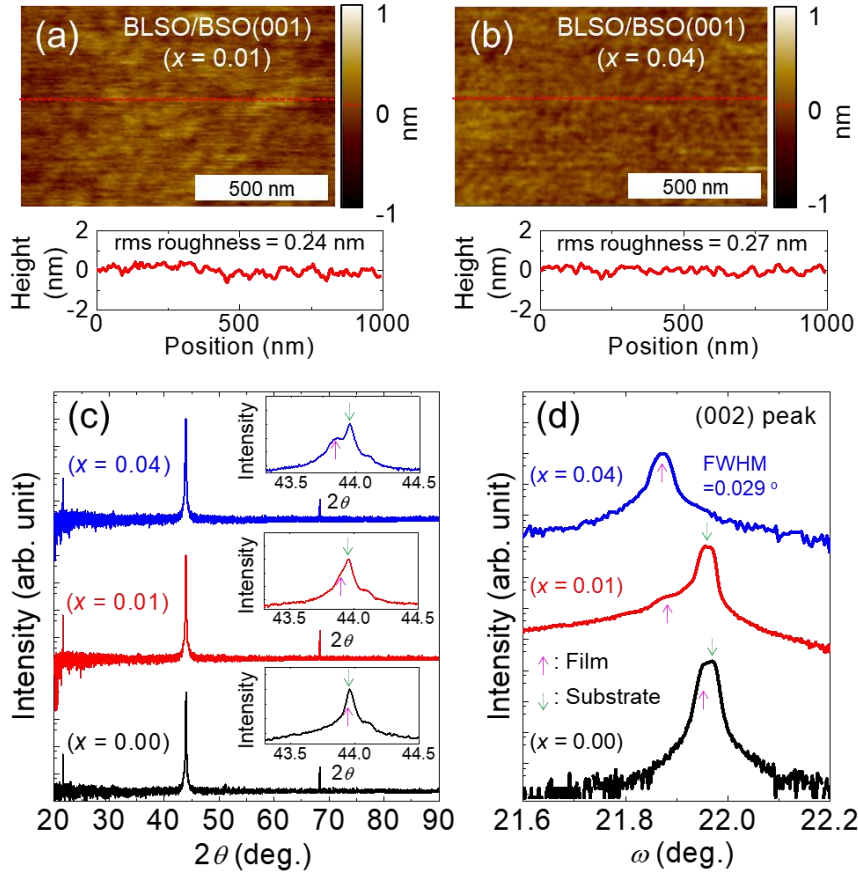 (a)
BLSO/BSO(001)
(x = 0.01)
500 nm
1
0
-1
nm
(b)
BLSO/BSO(001)
(x = 0.04)
500 nm
1
0
-1
nm
Height
(nm)
2
0
-2
rms roughness = 0.24 nm
0
500
1000
Position (nm)
Height
(nm)
2
0
-2
rms roughness = 0.27 nm
0
500
1000
Position (nm)
(c)
Intensity (arb. unit)
(x = 0.04)
Intensity
43.5
44.0
44.5
2θ
(x = 0.01)
Intensity
43.5
44.0
44.5
2θ
(x = 0.00)
Intensity
43.5
44.0
44.5
2θ
20
30
40
50
60
70
80
90
2θ (deg.)
(d)
(002) peak
Intensity (arb. unit)
(x = 0.04)
FWHM
=0.029 °
(x = 0.01)
↑ : Film
↓ : Substrate
(x = 0.00)
21.6
21.8
22.0
22.2
ω (deg.)